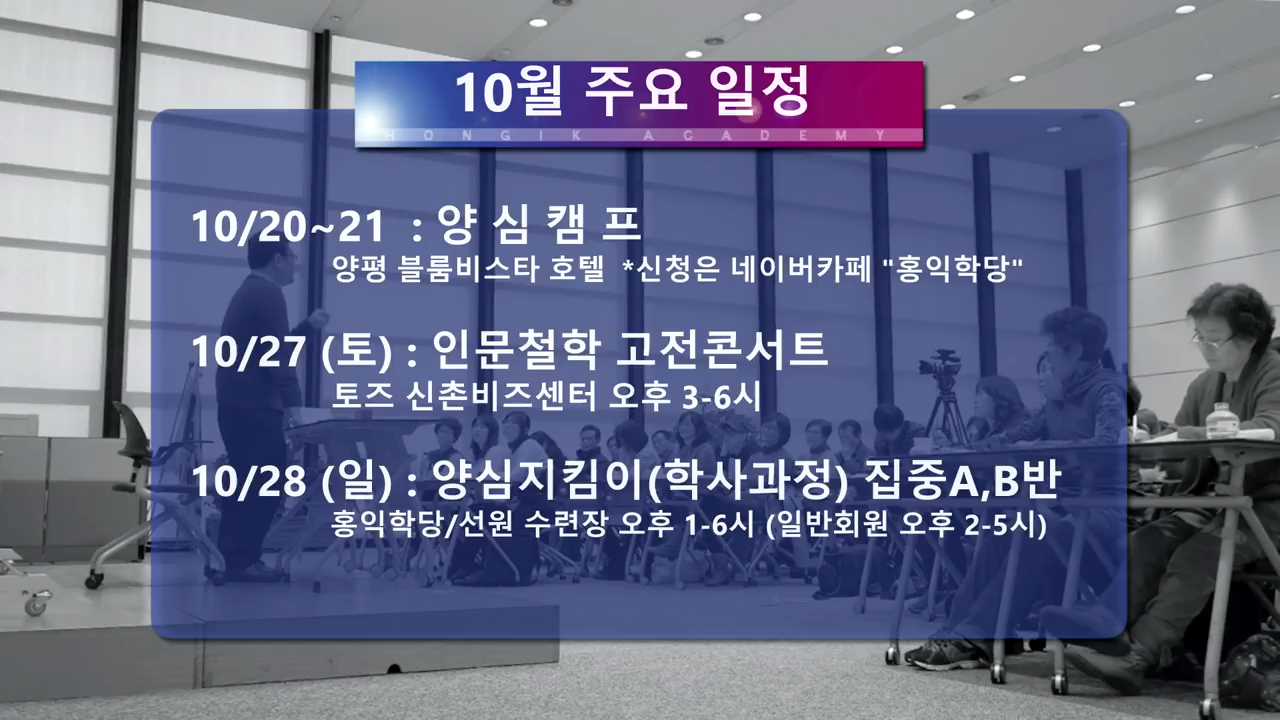 10월 주요 일정
HONGIK ACADEMY
10/20~21 : 양 심 캠 프
양평 블룸비스타 호텔 *신청은 네이버카페 "홍익학당"
10/27 (토) : 인문철학 고전콘서트
토즈 신촌비즈센터 오후 3-6시
10/28 (일) : 양심지킴이(학사과정) 집중A,B반
홍익학당/선원 수련장 오후 1-6시 (일반회원 오후 2-5시)